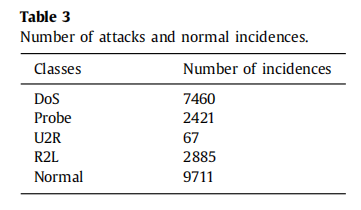 Table 3
Number of attacks and normal incidences.
Classes Number of incidences
DoS 7460
Probe 2421
U2R 67
R2L 2885
Normal 9711